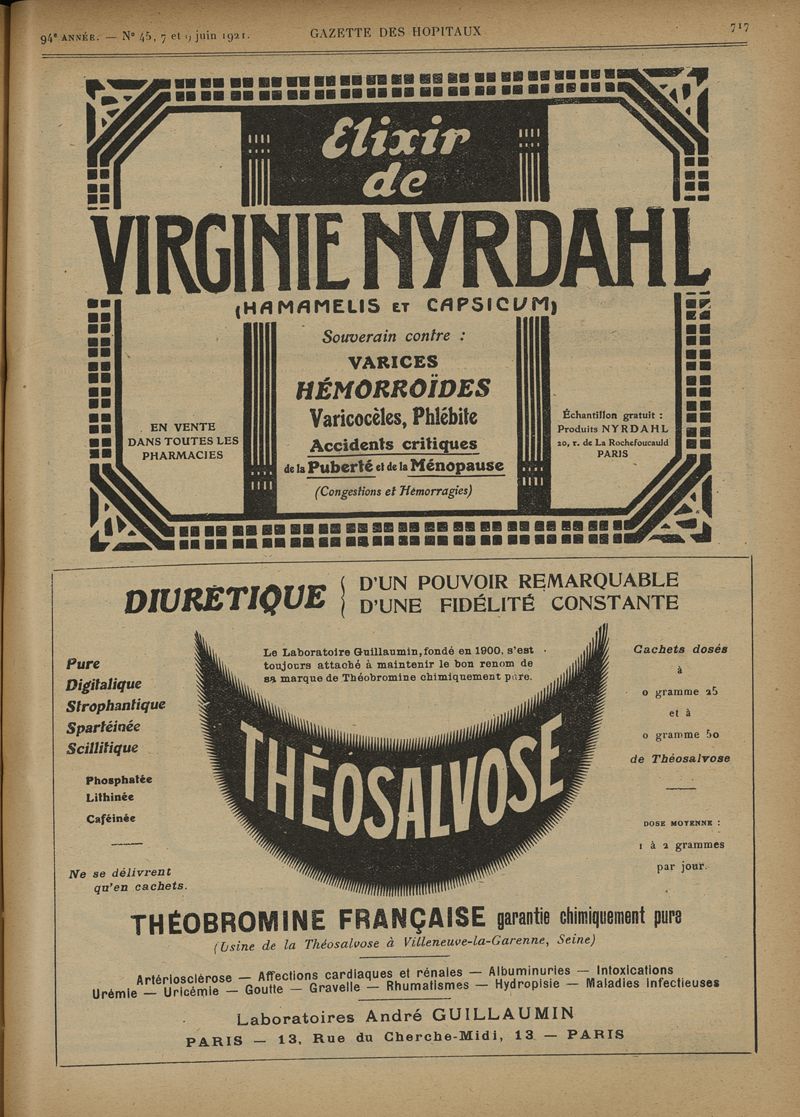 94e ANNÉE. — No 45, 7 et 9 juin 1921.
GAZETTE DES HOPITAUX
717
Elixir
de
VIRGINIE NYRDAHL
(HAMAMELIS ET CAPSICUM)
Souverain contre :
VARICES
HÉMORROÏDES
Varicocèles, Phlébite
Accidents critiques
de la Puberté et de la Ménopause
(Congestions et Hémorragies)
EN VENTE
DANS TOUTES LES
PHARMACIES
Échantillon gratuit :
Produits NYRDAHL
20, r. de La Rochefoucauld
PARIS
DIURÉTIQUE { D'UN POUVOIR REMARQUABLE
D'UNE FIDÉLITÉ CONSTANTE
Le Laboratoire Guillaumin, fondé en 1900, s'est
toujours attaché à maintenir le bon renom de
sa marque de Théobromine chimiquement pure.
Pure
Digitalique
Strophantique
Spartéinée
Scillitique
Phosphatée
Lithinée
Caféinée
Ne se délivrent
qu'en cachets.
THÉOSALVOSE
Cachets dosés
à
0 gramme 25
et à
0 gramme 50
de Théosalvose
DOSE MOYENNE :
1 à 2 grammes
par jour.
THÉOBROMINE FRANÇAISE garantie chimiquement pure
(Usine de la Théosalvose à Villeneuve-la-Garenne, Seine)
Artériosclérose — Affections cardiaques et rénales — Albuminuries — Intoxications
Urémie — Uricémie — Goutte — Gravelle — Rhumatismes — Hydropisie — Maladies infectieuses
Laboratoires André GUILLAUMIN
PARIS — 13, Rue du Cherche-Midi, 13 — PARIS